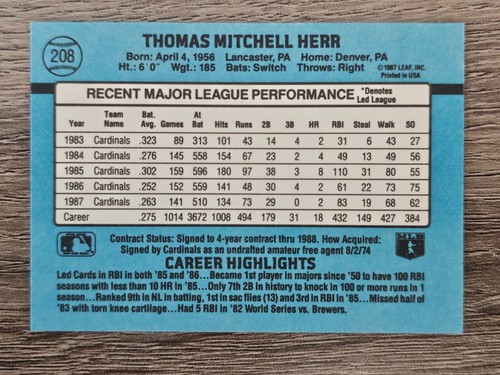 208
THOMAS MITCHELL HERR
Born: April 4, 1956 Lancaster, PA Home: Denver, PA
Ht.: 6'0" Wgt.: 185 Bats: Switch Throws: Right
©1987 LEAF, INC.
Printed in USA
RECENT MAJOR LEAGUE PERFORMANCE *Denotes Led League
Year Team Name Bat. Avg. Games At Bat Hits Runs 2B 3B HR RBI Steal Walk SO
1983 Cardinals .323 89 313 101 43 14 4 2 31 6 43 27
1984 Cardinals .276 145 558 154 67 23 2 4 49 13 49 56
1985 Cardinals .302 159 596 180 97 38 3 8 110 31 80 55
1986 Cardinals .252 152 559 141 48 30 4 2 61 22 73 75
1987 Cardinals .263 141 510 134 73 29 0 2 83 19 68 62
Career .275 1014 3672 1008 494 179 31 18 432 149 427 384
Contract Status: Signed to 4-year contract thru 1988. How Acquired:
Signed by Cardinals as an undrafted amateur free agent 8/2/74
CAREER HIGHLIGHTS
Led Cards in RBI in both '85 and '86...Became 1st player in majors since '50 to have 100 RBI
seasons with less than 10 HR in '85...Only 7th 2B in history to knock in 100 or more runs in 1
season...Ranked 9th in NL in batting, 1st in sac flies (13) and 3rd in RBI in '85...Missed half of
'83 with torn knee cartilage...Had 5 RBI in '82 World Series vs. Brewers.